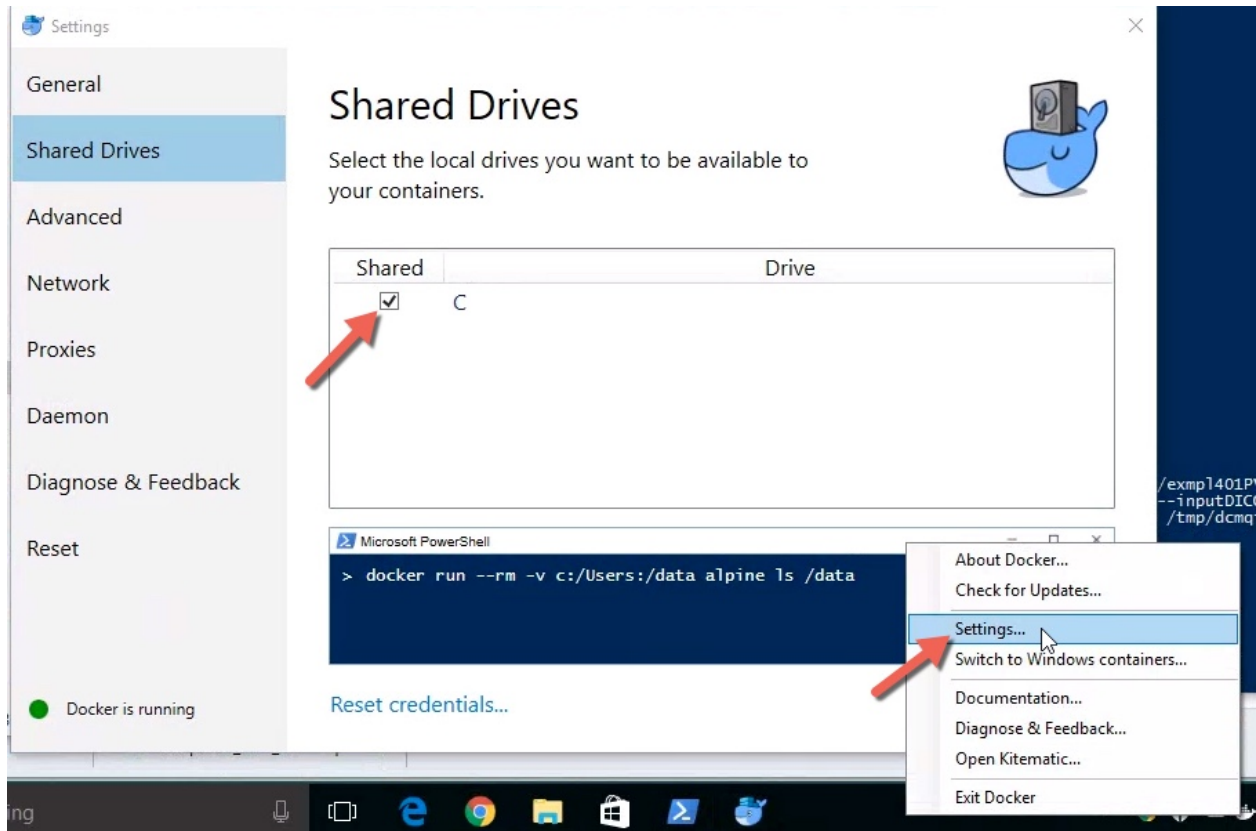 Settings
General
Shared Drives
Advanced
Network
Proxies
Daemon
Diagnose & Feedback
Reset
Docker is running
Shared Drives
Select the local drives you want to be available to
your containers.
Shared Drive
C
Microsoft PowerShell
> docker run --rm -v c:/Users:/data alpine ls /data
Reset credentials...
/exmpl401P
--inputDIC
/tmp/dcmq
About Docker...
Check for Updates...
Settings...
Switch to Windows containers...
Documentation...
Diagnose & Feedback...
Open Kitematic...
Exit Docker
ing